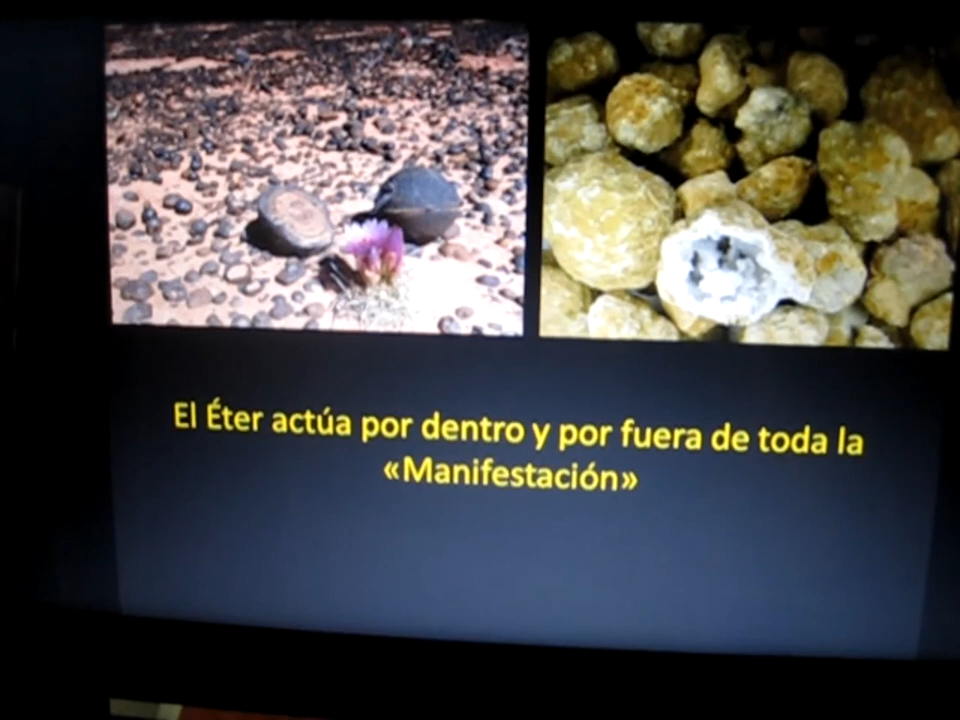 El Éter actúa por dentro y por fuera de toda la
«Manifestación»